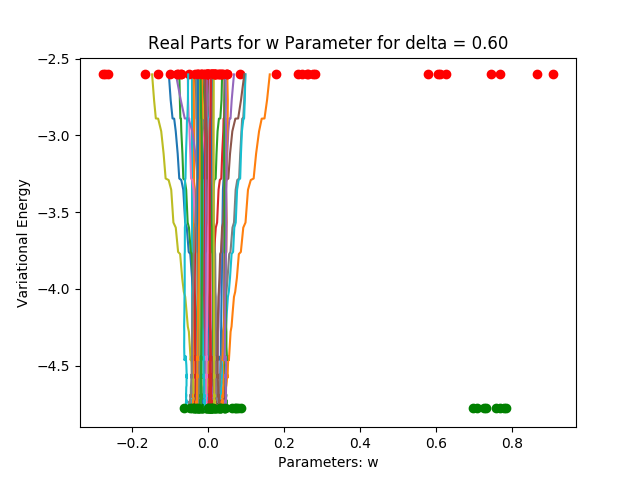 Real Parts for w Parameter for delta = 0.60
Variational Energy
−2.5
−3.0
−3.5
−4.0
−4.5
−0.2 0.0 0.2 0.4 0.6 0.8
Parameters: w